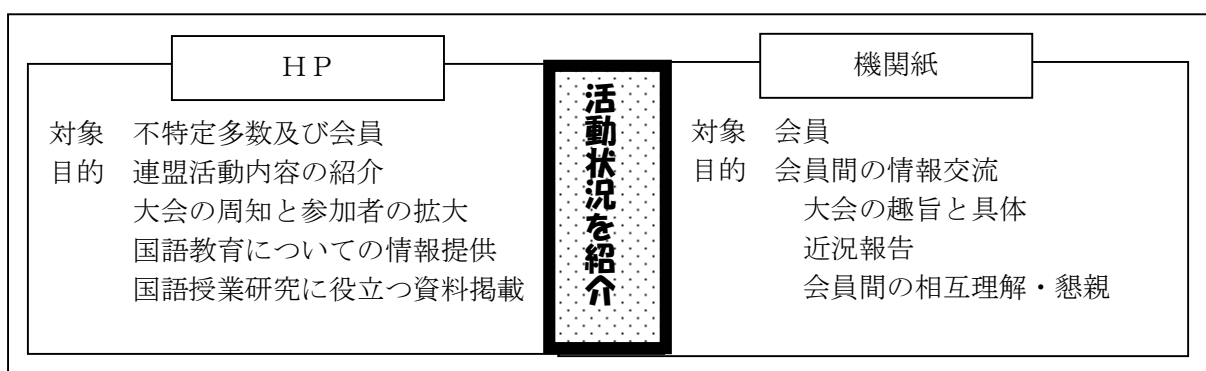 ＨＰ
対象　不特定多数及び会員
目的　連盟活動内容の紹介
大会の周知と参加者の拡大
国語教育についての情報提供
国語授業研究に役立つ資料掲載
活動状況を紹介
機関紙
対象　会員
目的　会員間の情報交流
大会の趣旨と具体
近況報告
会員間の相互理解・懇親